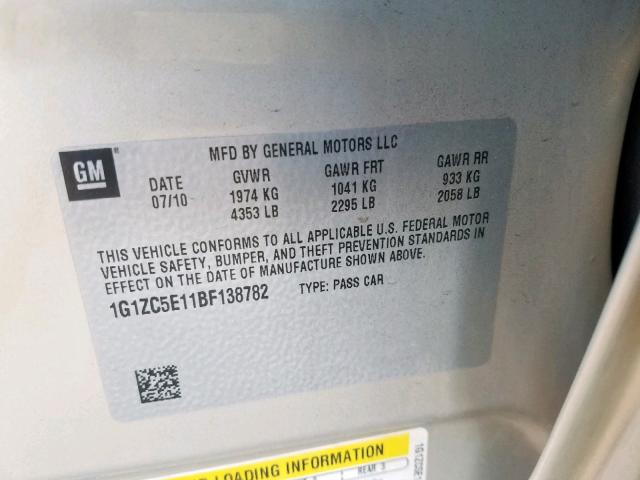 GM
MFD BY GENERAL MOTORS LLC
DATE GVWR GAWR FRT GAWR RR
07/10 1974 KG 1041 KG 933 KG
4353 LB 2295 LB 2058 LB
THIS VEHICLE CONFORMS TO ALL APPLICABLE U.S. FEDERAL MOTOR
VEHICLE SAFETY, BUMPER, AND THEFT PREVENTION STANDARDS IN
EFFECT ON THE DATE OF MANUFACTURE SHOWN ABOVE.
1G1ZC5E11BF138782 TYPE: PASS CAR
LOADING INFORMATION
REAR 3